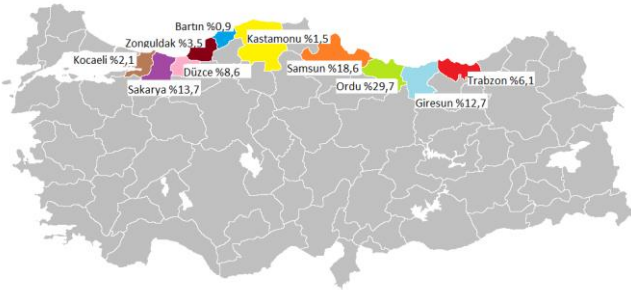 Bartın %0,9
Zonguldak %3,5
Kastamonu %1,5
Kocaeli %2,1
Düzce %8,6
Samsun %18,6
Trabzon %6,1
Sakarya %13,7
Ordu %29,7
Giresun %12,7